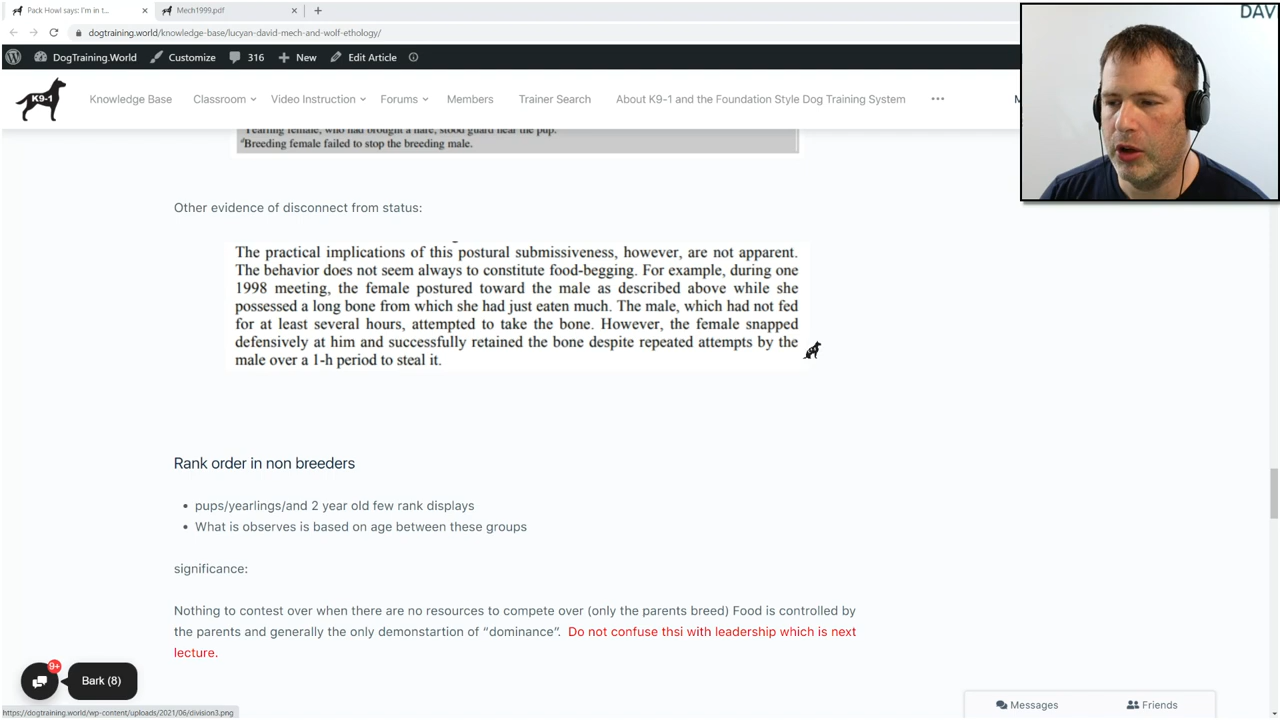 Pack Howl says: I'm in t...
Mech1999.pdf
DAV
dogtraining.world/knowledge-base/lucyan-david-mech-and-wolf-ethology/
DogTraining.World Customize 316 New Edit Article
K9-1
Knowledge Base Classroom Video Instruction Forums Members Trainer Search About K9-1 and the Foundation Style Dog Training System
Yearling female, who had brought a hare, stood guard near the pup.
Breeding female failed to stop the breeding male.
Other evidence of disconnect from status:
The practical implications of this postural submissiveness, however, are not apparent.
The behavior does not seem always to constitute food-begging. For example, during one
1998 meeting, the female postured toward the male as described above while she
possessed a long bone from which she had just eaten much. The male, which had not fed
for at least several hours, attempted to take the bone. However, the female snapped
defensively at him and successfully retained the bone despite repeated attempts by the
male over a 1-h period to steal it.
Rank order in non breeders
• pups/yearlings/and 2 year old few rank displays
• What is observes is based on age between these groups
significance:
Nothing to contest over when there are no resources to compete over (only the parents breed) Food is controlled by
the parents and generally the only demonstartion of “dominance”. Do not confuse thsi with leadership which is next
lecture.
9+
Bark (8)
Messages Friends
https://dogtraining.world/wp-content/uploads/2021/06/division3.png